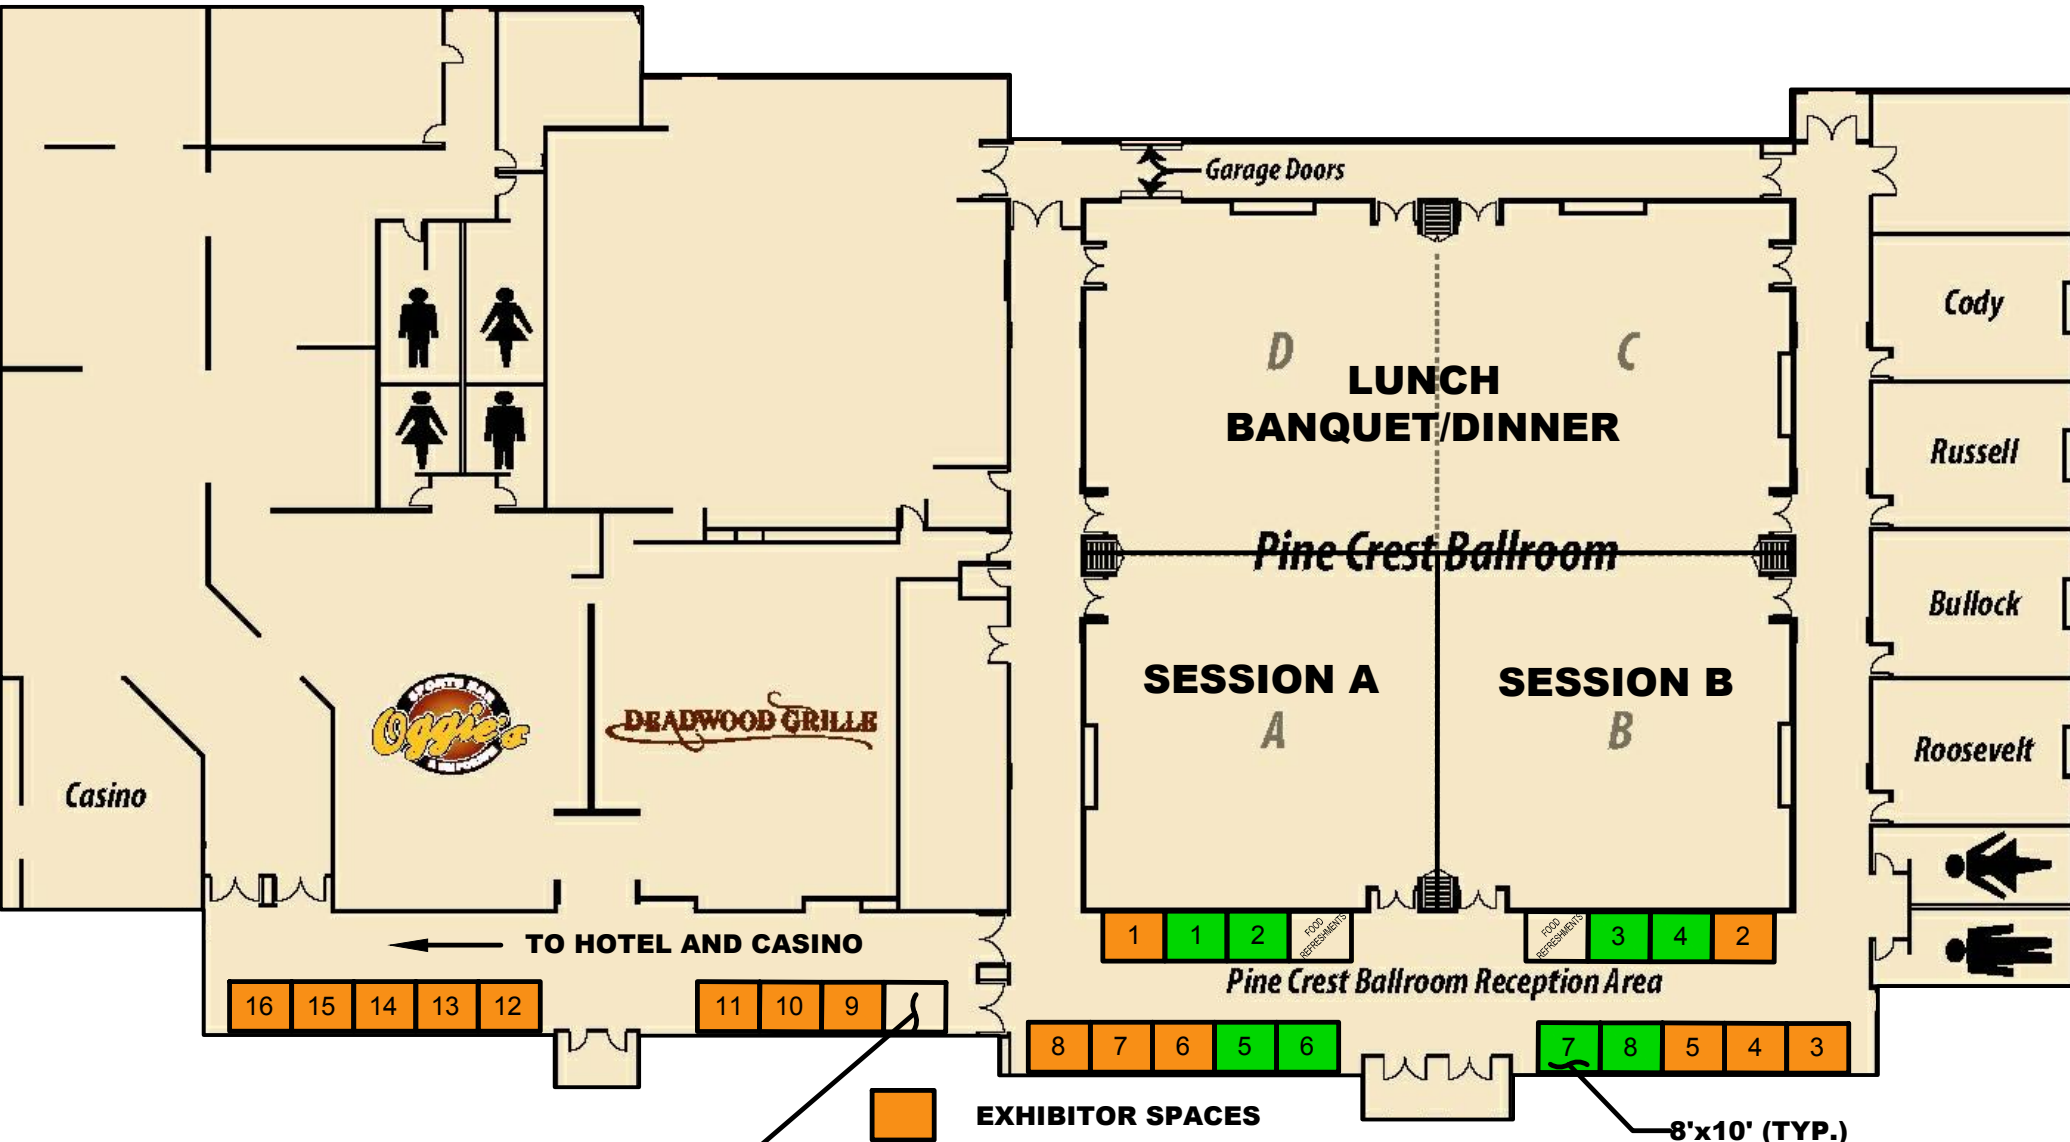 Garage Doors
Cody
D
C
LUNCH
BANQUET/DINNER
Russell
Pine Crest Ballroom
Bullock
SESSION A
SESSION B
SPORTS BAR
Oggie's
DEADWOOD GRILLE
A
B
Roosevelt
Casino
1
1
2
FOOD
REFRESHMENTS
FOOD
REFRESHMENTS
3
4
2
TO HOTEL AND CASINO
Pine Crest Ballroom Reception Area
16
15
14
13
12
11
10
9
8
7
6
5
6
7
8
5
4
3
EXHIBITOR SPACES
8'x10' (TYP.)